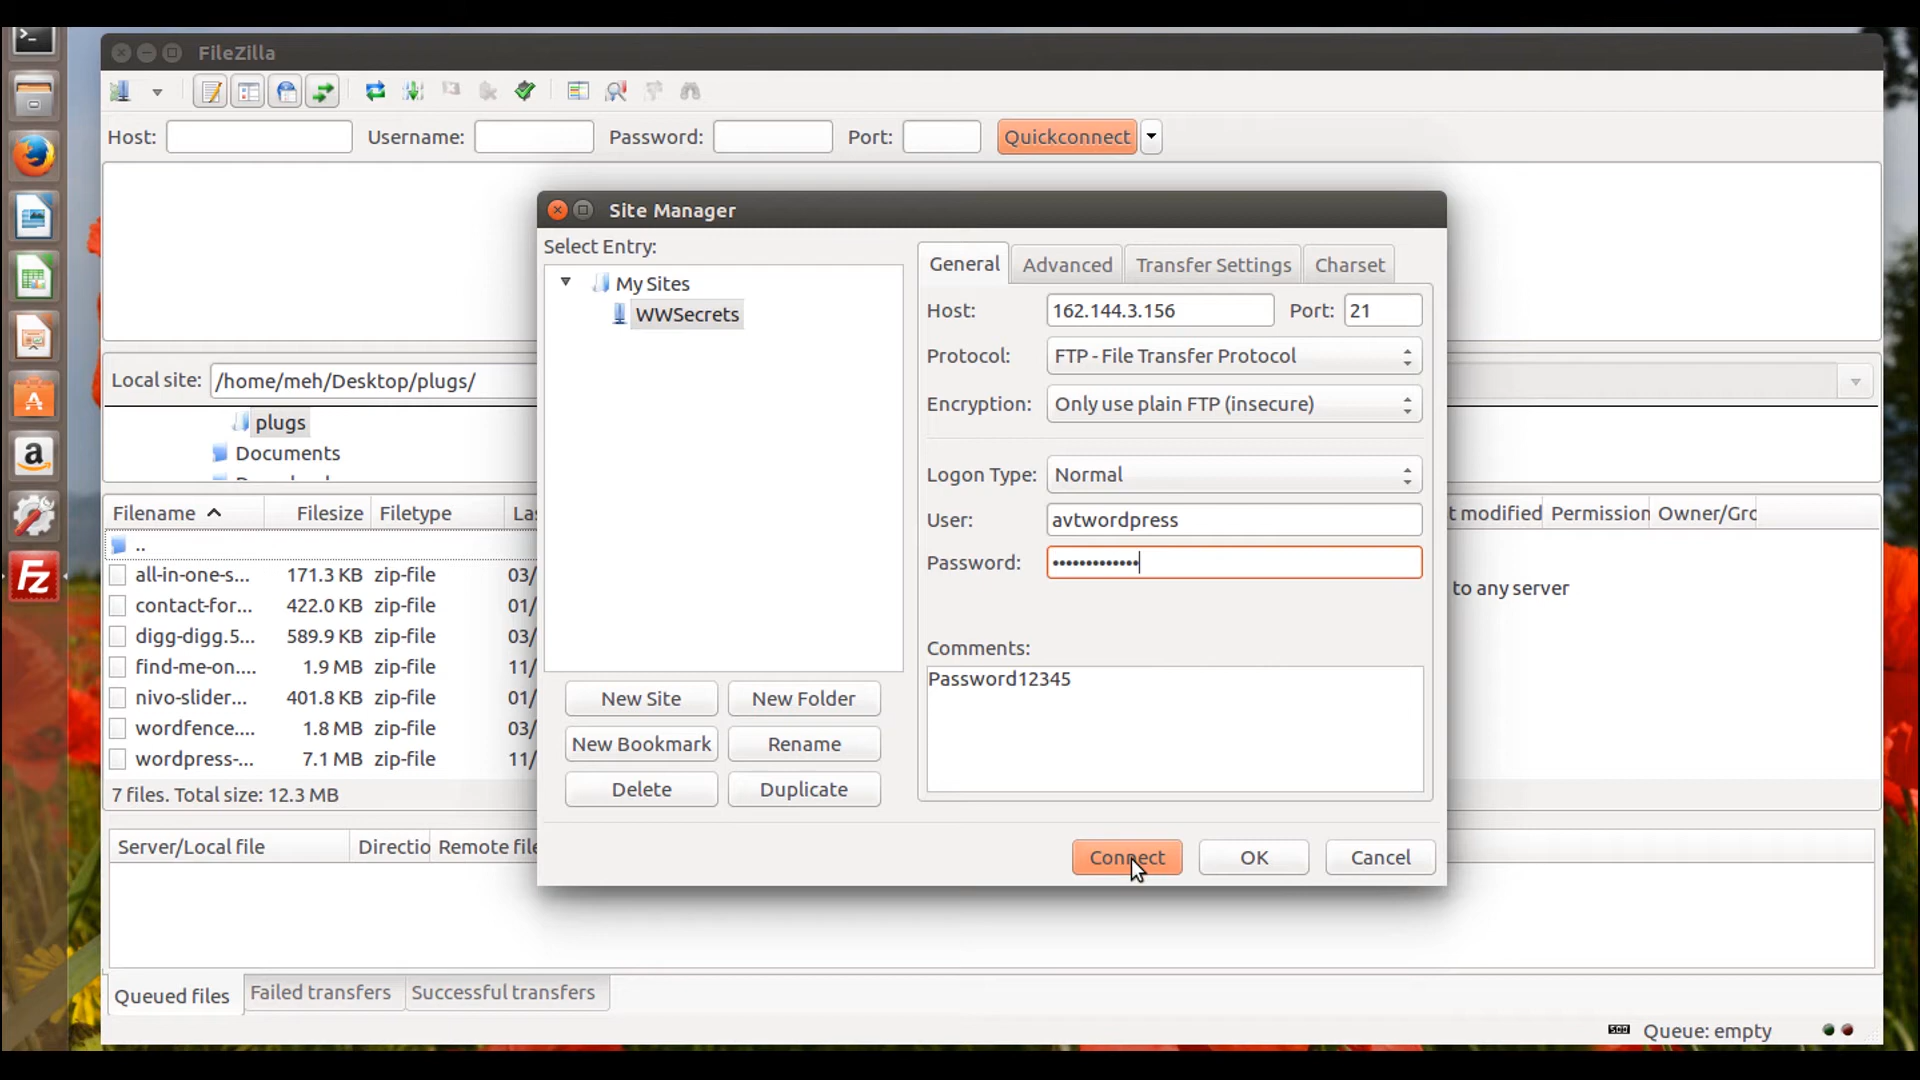 FileZilla
Host: Username: Password: Port: Quickconnect
Site Manager
Select Entry:
My Sites
WWSecrets
New Site New Folder
New Bookmark Rename
Delete Duplicate
General Advanced Transfer Settings Charset
Host: 162.144.3.156 Port: 21
Protocol: FTP - File Transfer Protocol
Encryption: Only use plain FTP (insecure)
Logon Type: Normal
User: avtwordpress
Password: •••••••••••••
Comments:
Password12345
Connect OK Cancel
Local site: /home/meh/Desktop/plugs/
plugs
Documents
Filename Filesize Filetype La
..
all-in-one-s... 171.3 KB zip-file 03/
contact-for... 422.0 KB zip-file 01/
digg-digg.5... 589.9 KB zip-file 03/
find-me-on.... 1.9 MB zip-file 11/
nivo-slider... 401.8 KB zip-file 01/
wordfence.... 1.8 MB zip-file 03/
wordpress-... 7.1 MB zip-file 11/
7 files. Total size: 12.3 MB
t modified Permission Owner/Grc
to any server
Server/Local file Directio Remote file
Queued files Failed transfers Successful transfers
Queue: empty